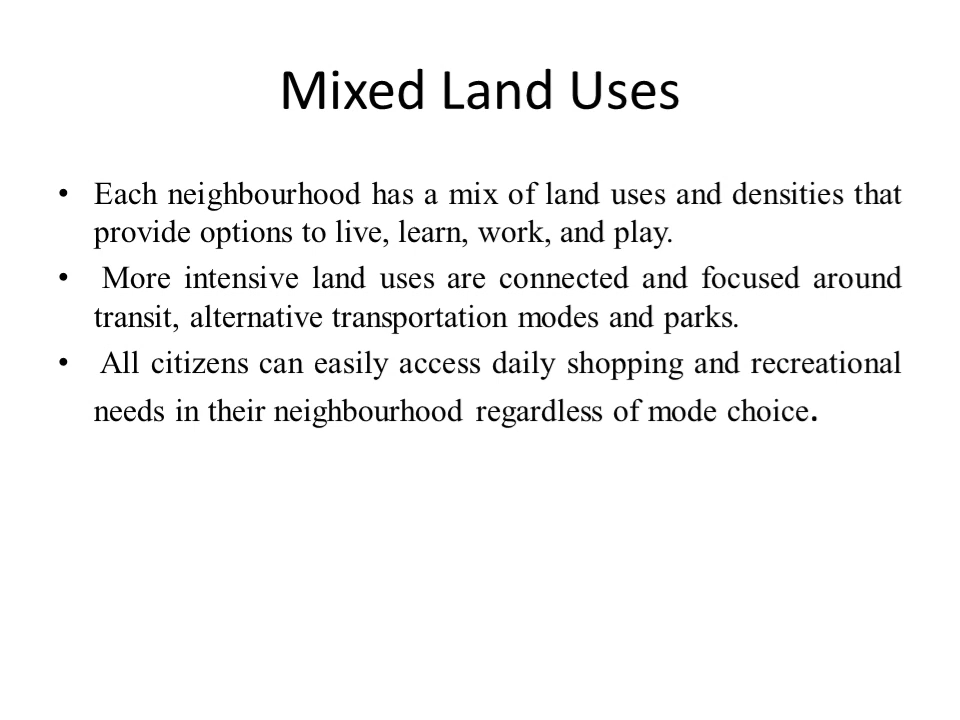 Mixed Land Uses
• Each neighbourhood has a mix of land uses and densities that
provide options to live, learn, work, and play.
• More intensive land uses are connected and focused around
transit, alternative transportation modes and parks.
• All citizens can easily access daily shopping and recreational
needs in their neighbourhood regardless of mode choice.